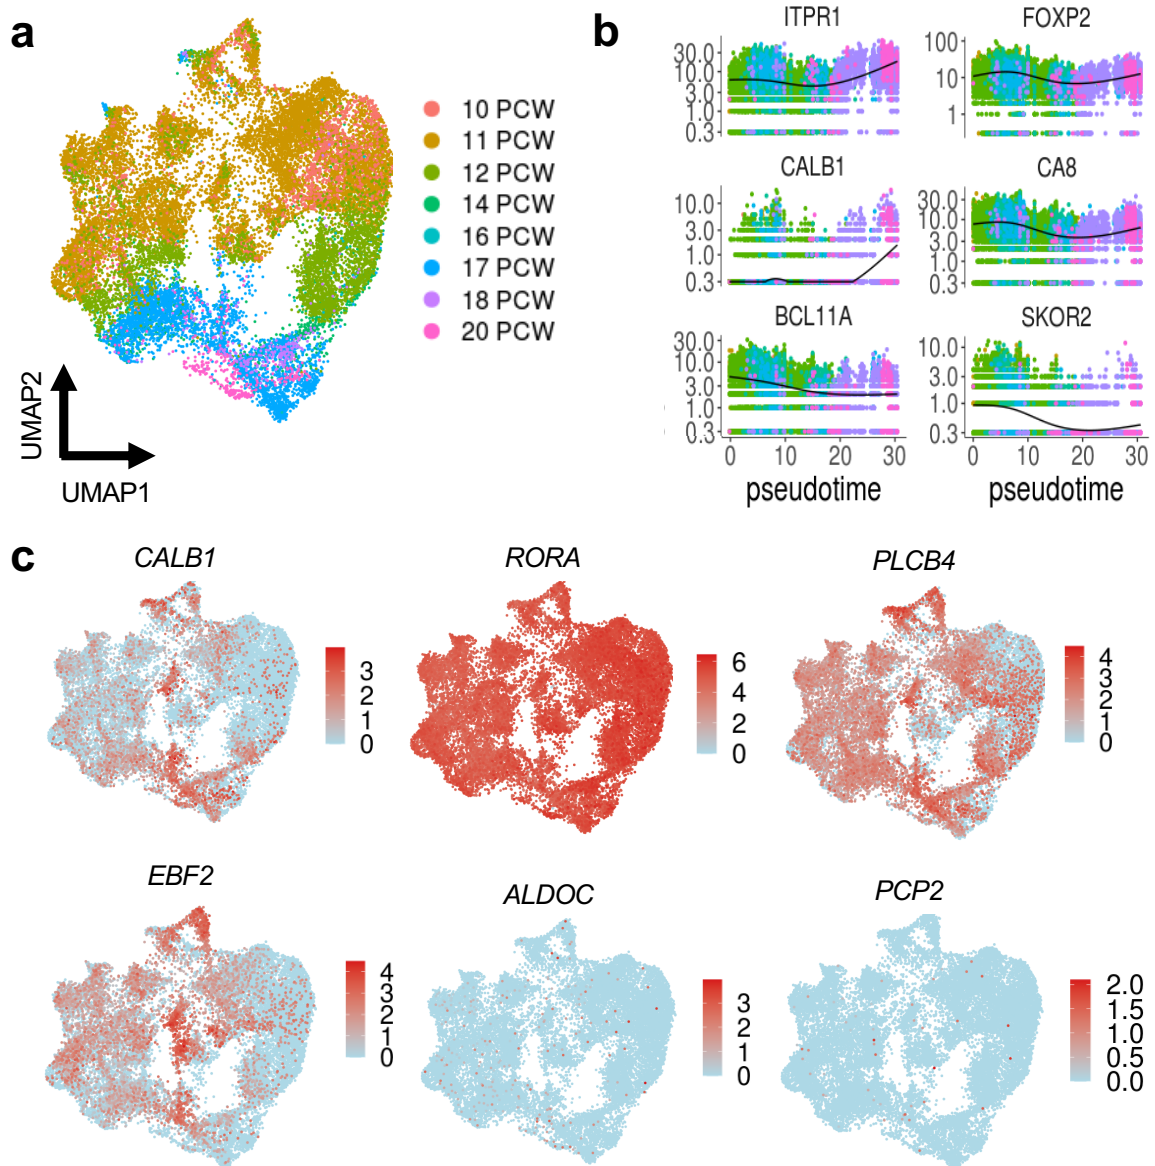 a
10 PCW
11 PCW
12 PCW
14 PCW
16 PCW
17 PCW
18 PCW
20 PCW
UMAP2
UMAP1
b
ITPR1
30.0
10.0
3.0
1.0
0.3
FOXP2
100
10
1
CALB1
10.0
3.0
1.0
0.3
CA8
30.0
10.0
3.0
1.0
0.3
BCL11A
30.0
10.0
3.0
1.0
0.3
0 10 20 30
pseudotime
SKOR2
10.0
3.0
1.0
0.3
0 10 20 30
pseudotime
c
CALB1
3
2
1
0
RORA
6
4
2
0
PLCB4
4
3
2
1
0
EBF2
4
3
2
1
0
ALDOC
3
2
1
0
PCP2
2.0
1.5
1.0
0.5
0.0